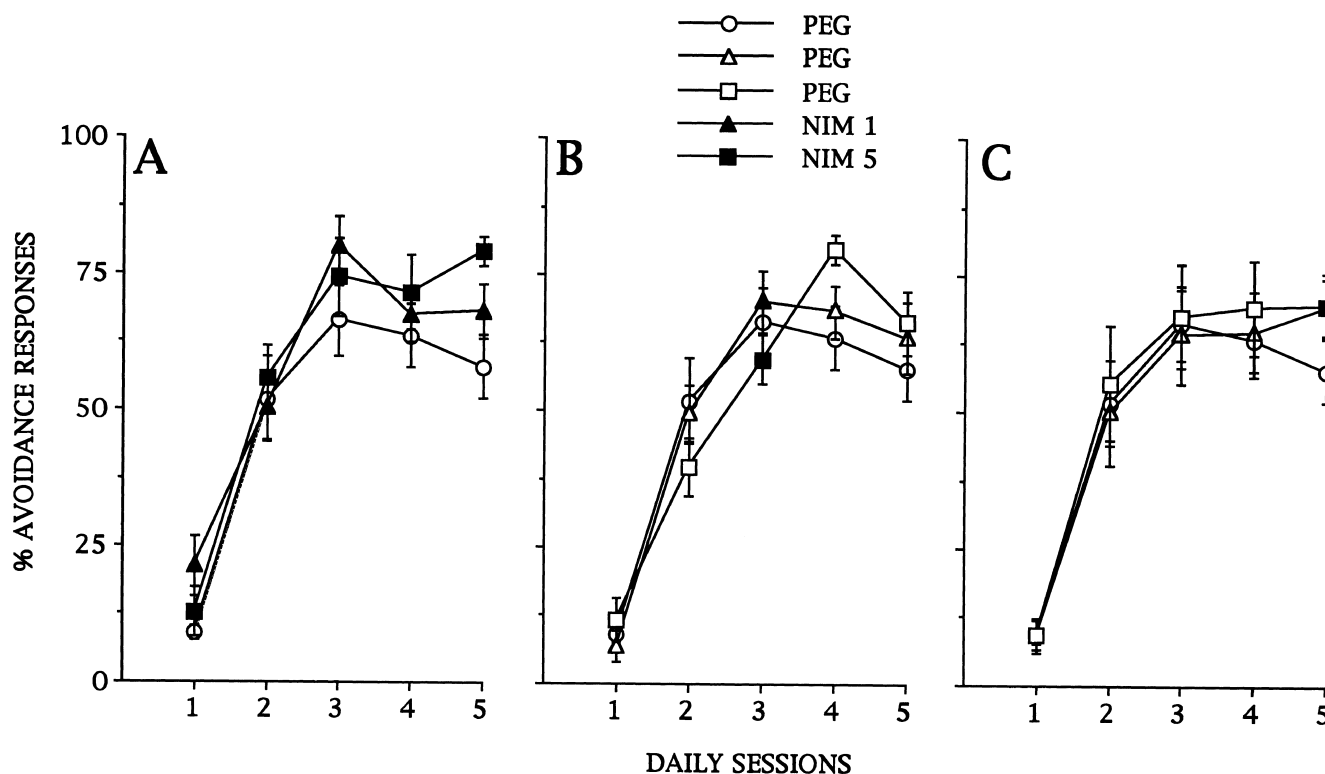 PEG
PEG
PEG
NIM 1
NIM 5
A
B
C
% AVOIDANCE RESPONSES
100
75
50
25
0
1 2 3 4 5
1 2 3 4 5
1 2 3 4 5
DAILY SESSIONS